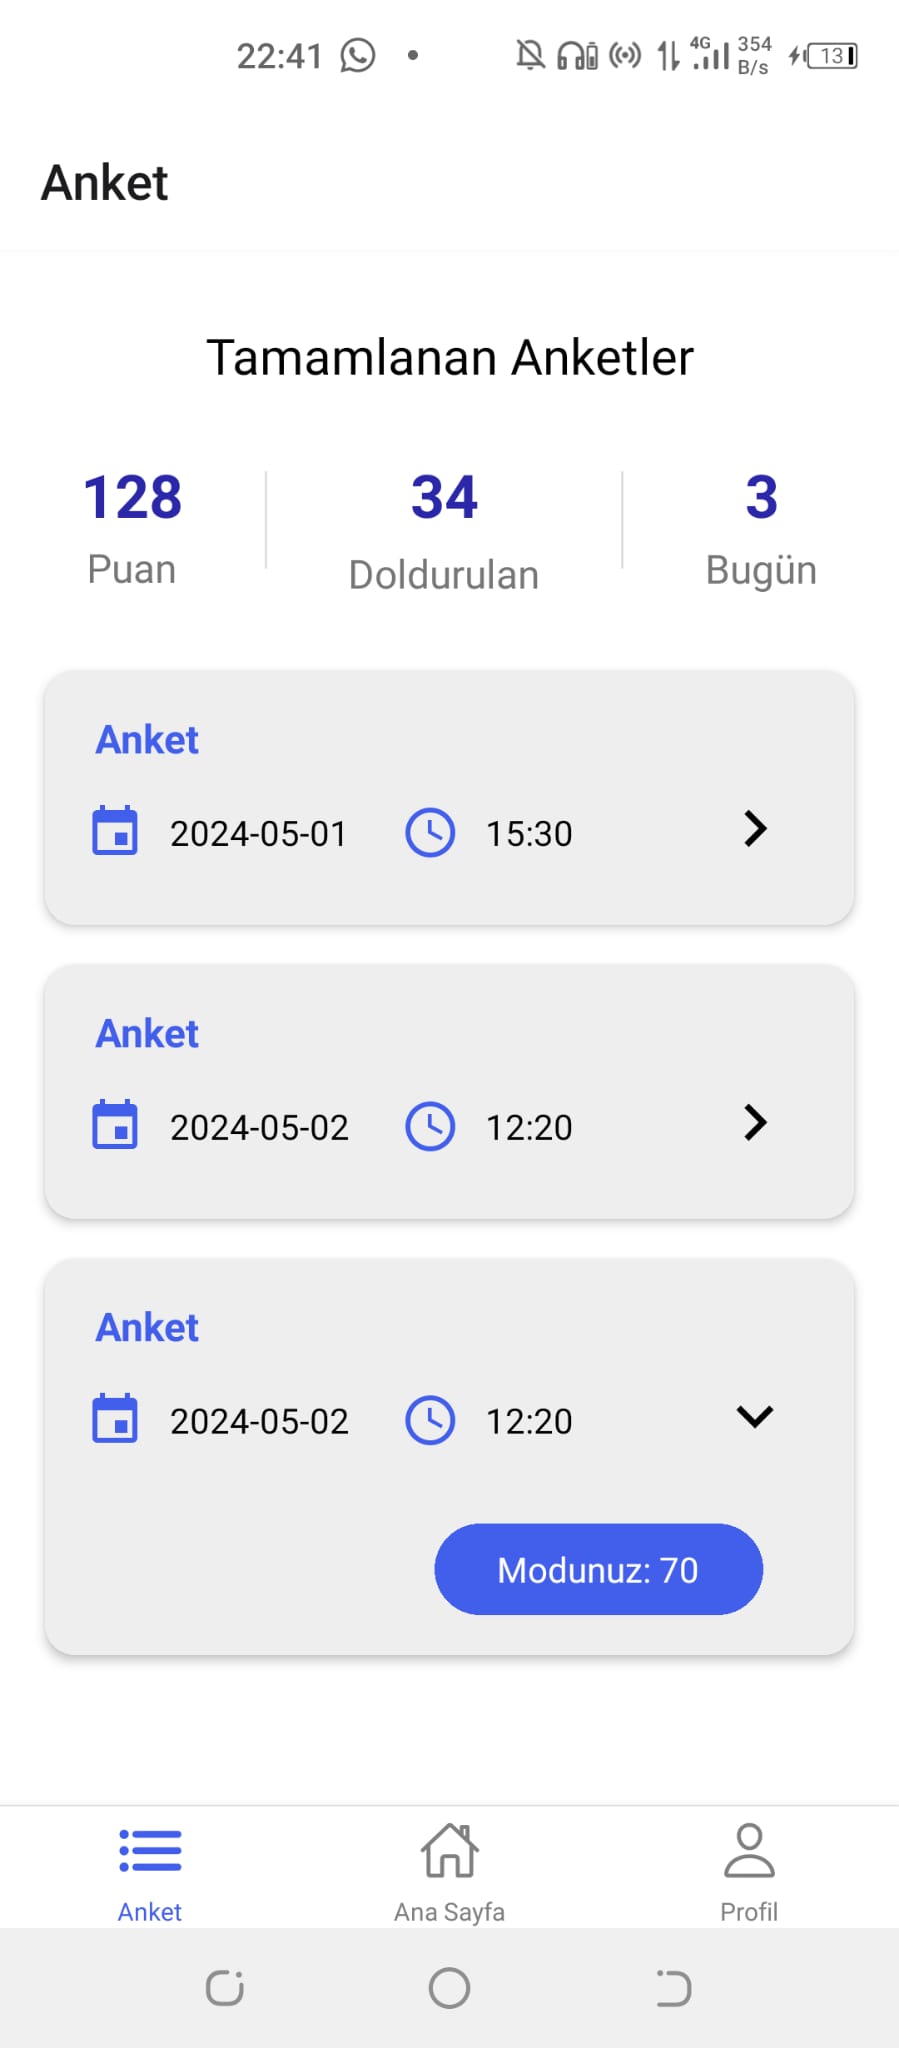 22:41 4G 354 B/s 13
Anket
Tamamlanan Anketler
128 34 3
Puan Doldurulan Bugün
Anket
2024-05-01 15:30
Anket
2024-05-02 12:20
Anket
2024-05-02 12:20
Modunuz: 70
Anket Ana Sayfa Profil